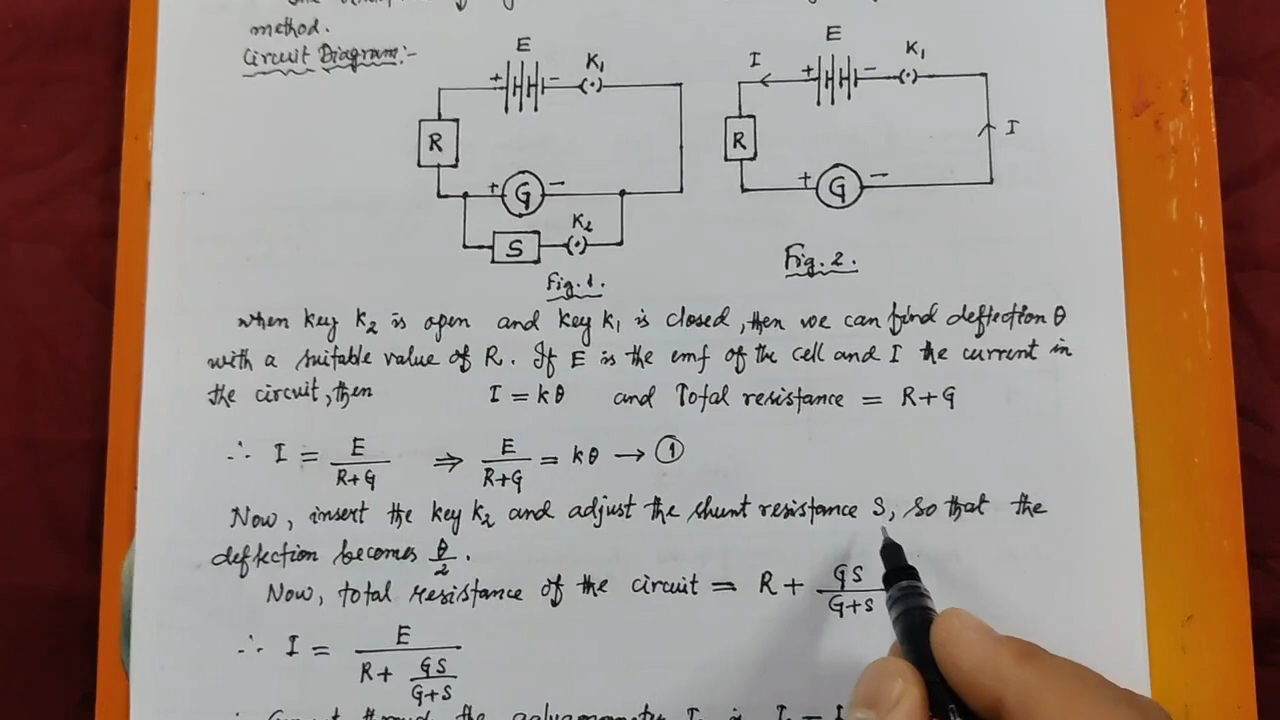 method.
Circuit Diagram:-
E
K₁
+
-
R
+
G
-
K₂
S
Fig.1.
E
K₁
I
+
-
R
I
+
G
-
Fig.2.
when key K₂ is open and key K₁ is closed, then we can find deflection θ
with a suitable value of R. If E is the emf of the cell and I the current in
the circuit, then I = kθ and Total resistance = R+G
∴ I = E/(R+G) ⇒ E/(R+G) = kθ → ①
Now, insert the key K₂ and adjust the shunt resistance S, so that the
deflection becomes θ/2.
Now, total resistance of the circuit = R + GS/(G+S)
∴ I = E/(R + GS/(G+S))